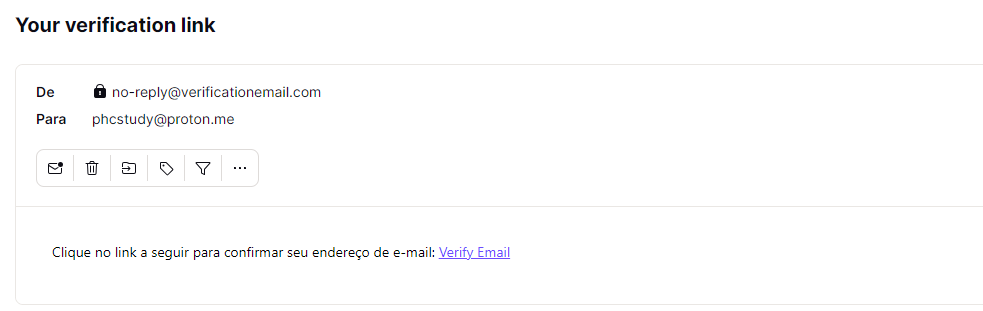 Your verification link
De no-reply@verificationemail.com
Para phcstudy@proton.me
Clique no link a seguir para confirmar seu endereço de e-mail: Verify Email